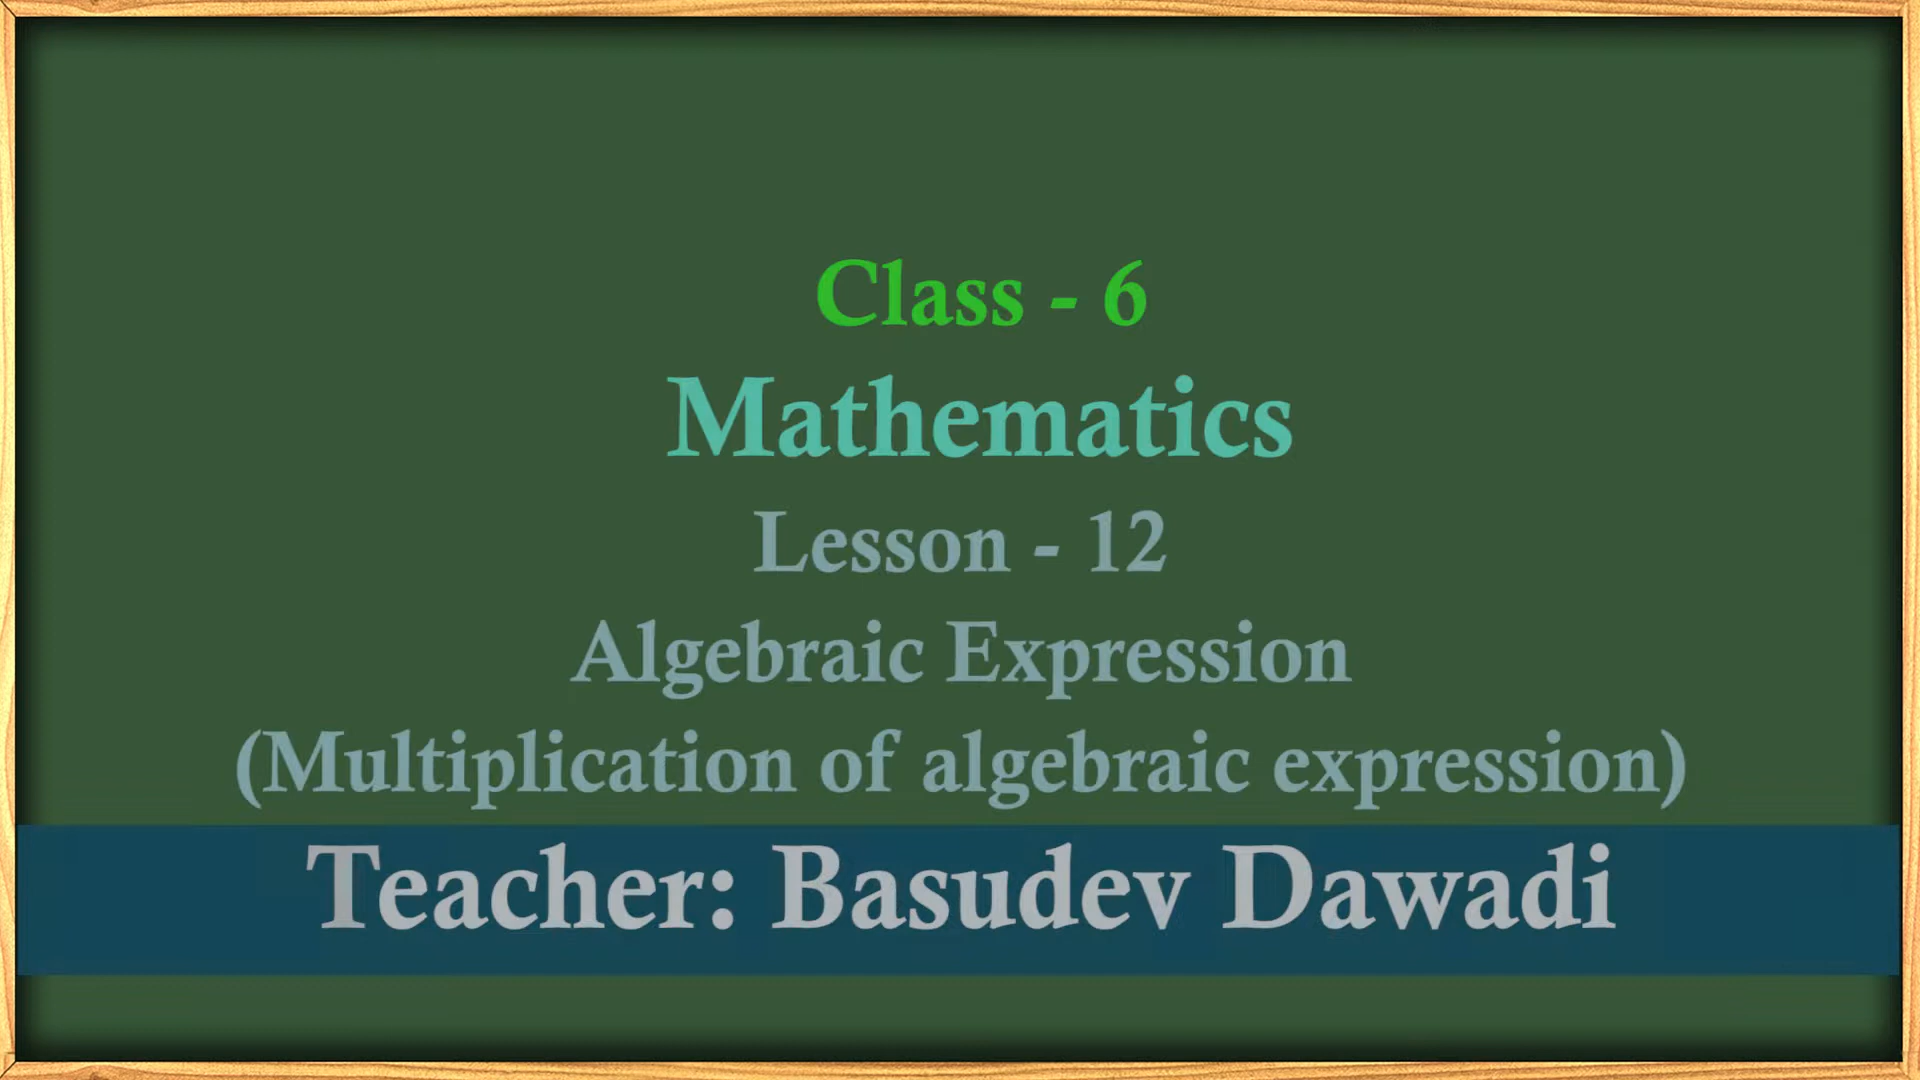 Class - 6
Mathematics
Lesson - 12
Algebraic Expression
(Multiplication of algebraic expression)
Teacher: Basudev Dawadi